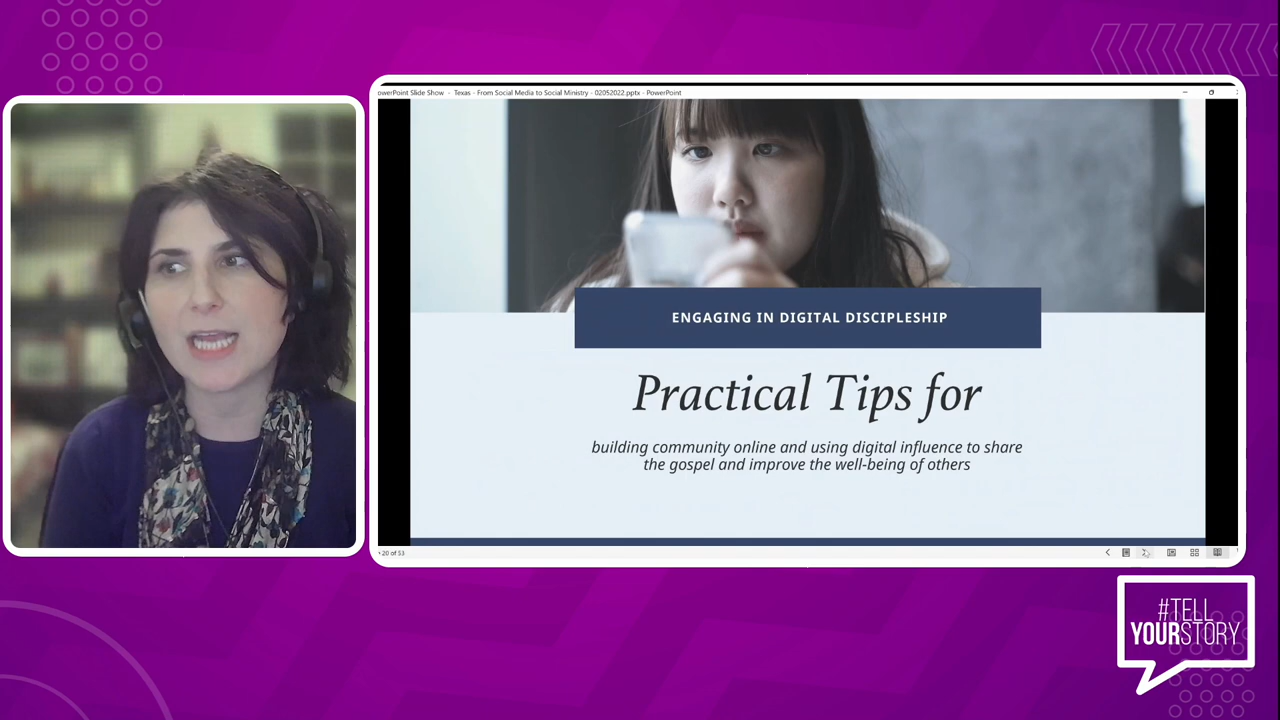 owerPoint Slide Show - Texas - From Social Media to Social Ministry - 02052022.pptx - PowerPoint
ENGAGING IN DIGITAL DISCIPLESHIP
Practical Tips for
building community online and using digital influence to share
the gospel and improve the well-being of others
20 of 53
#TELL
YOURSTORY